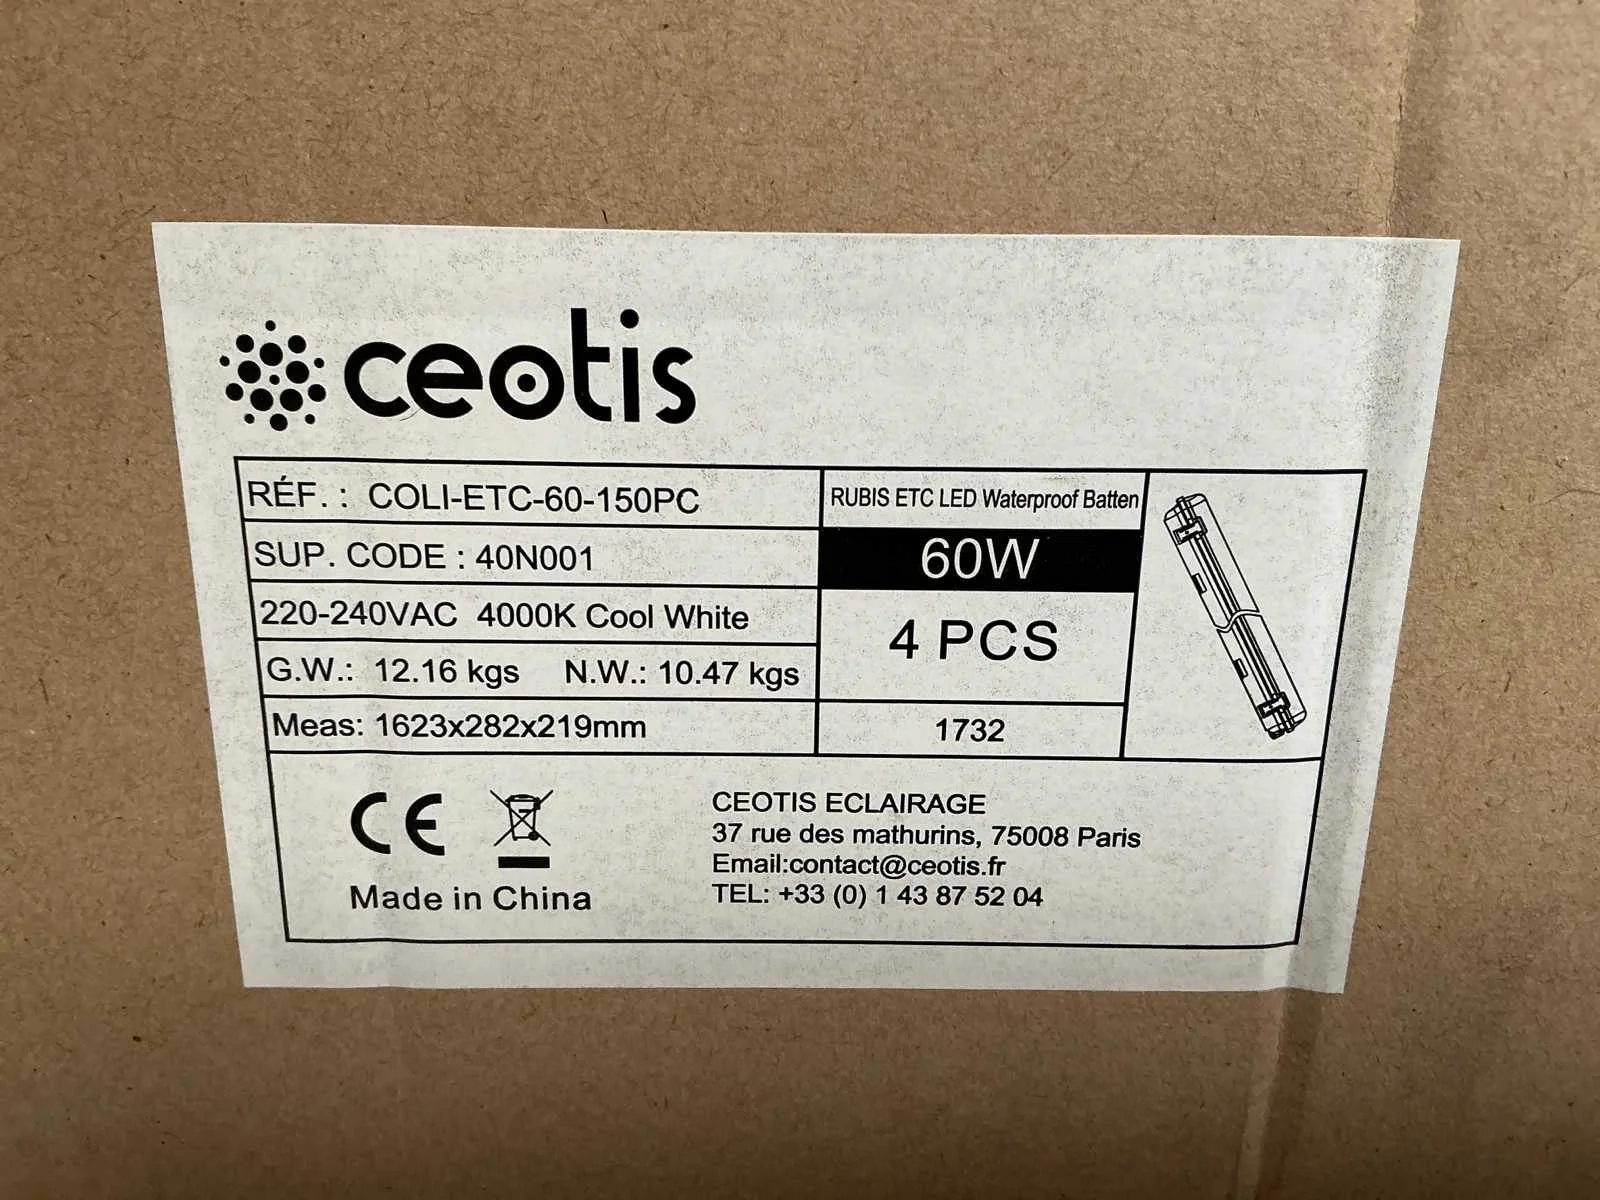 ceotis
RÉF. : COLI-ETC-60-150PC
SUP. CODE : 40N001
220-240VAC 4000K Cool White
G.W.: 12.16 kgs N.W.: 10.47 kgs
Meas: 1623x282x219mm
RUBIS ETC LED Waterproof Batten
60W
4 PCS
1732
CE
Made in China
CEOTIS ECLAIRAGE
37 rue des mathurins, 75008 Paris
Email:contact@ceotis.fr
TEL: +33 (0) 1 43 87 52 04